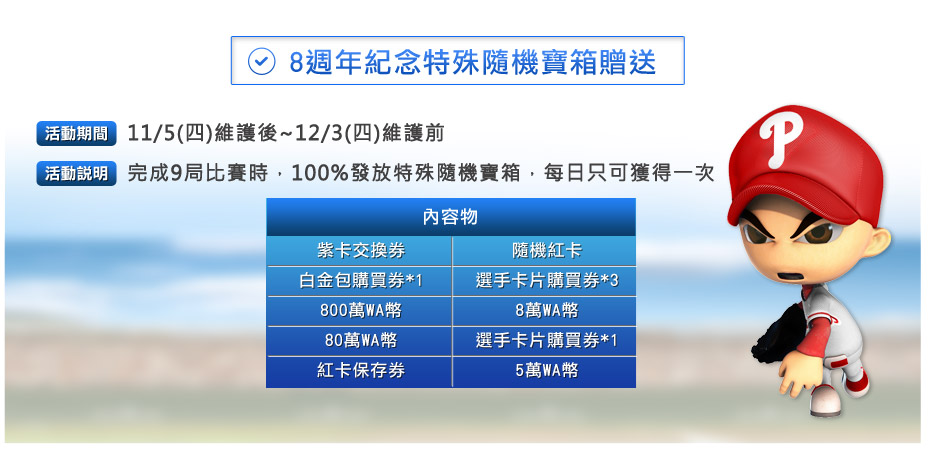 8週年紀念特殊隨機寶箱贈送
活動期間 11/5(四)維護後~12/3(四)維護前
活動説明 完成9局比賽時，100%發放特殊隨機寶箱，每日只可獲得一次
內容物
紫卡交換券 隨機紅卡
白金包購買券*1 選手卡片購買券*3
800萬WA幣 8萬WA幣
80萬WA幣 選手卡片購買券*1
紅卡保存券 5萬WA幣
P